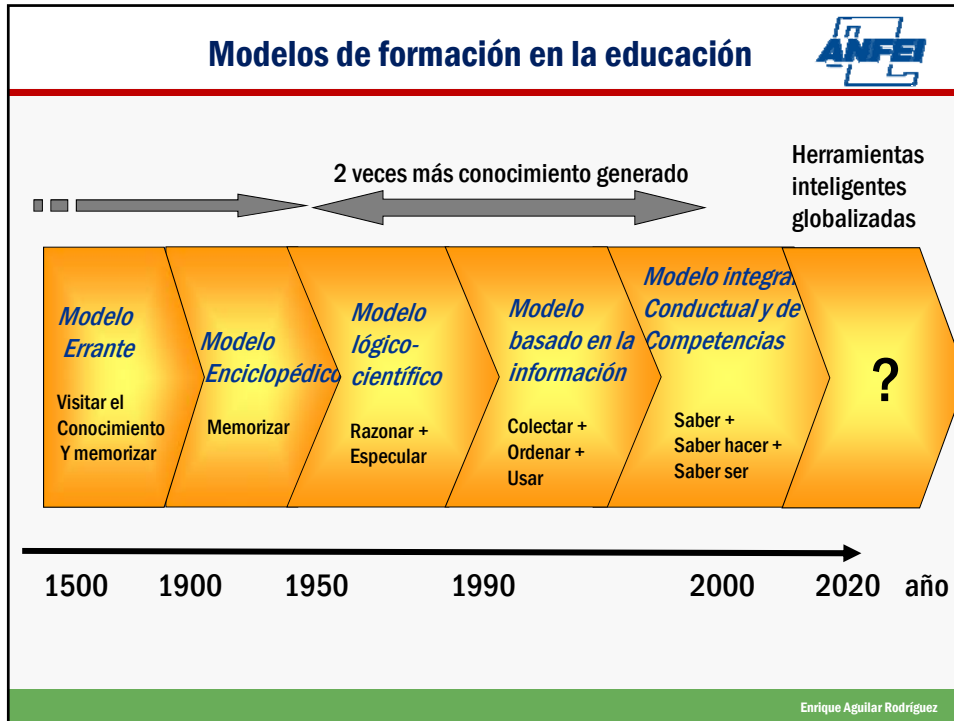 Modelos de formación en la educación
ANFEI
2 veces más conocimiento generado
Herramientas
inteligentes
globalizadas
Modelo
Errante
Visitar el
Conocimiento
Y memorizar
Modelo
Enciclopédico
Memorizar
Modelo
lógico-
científico
Razonar +
Especular
Modelo
basado en la
información
Colectar +
Ordenar +
Usar
Modelo integral
Conductual y de
Competencias
Saber +
Saber hacer +
Saber ser
?
1500 1900 1950 1990 2000 2020 año
Enrique Aguilar Rodríguez